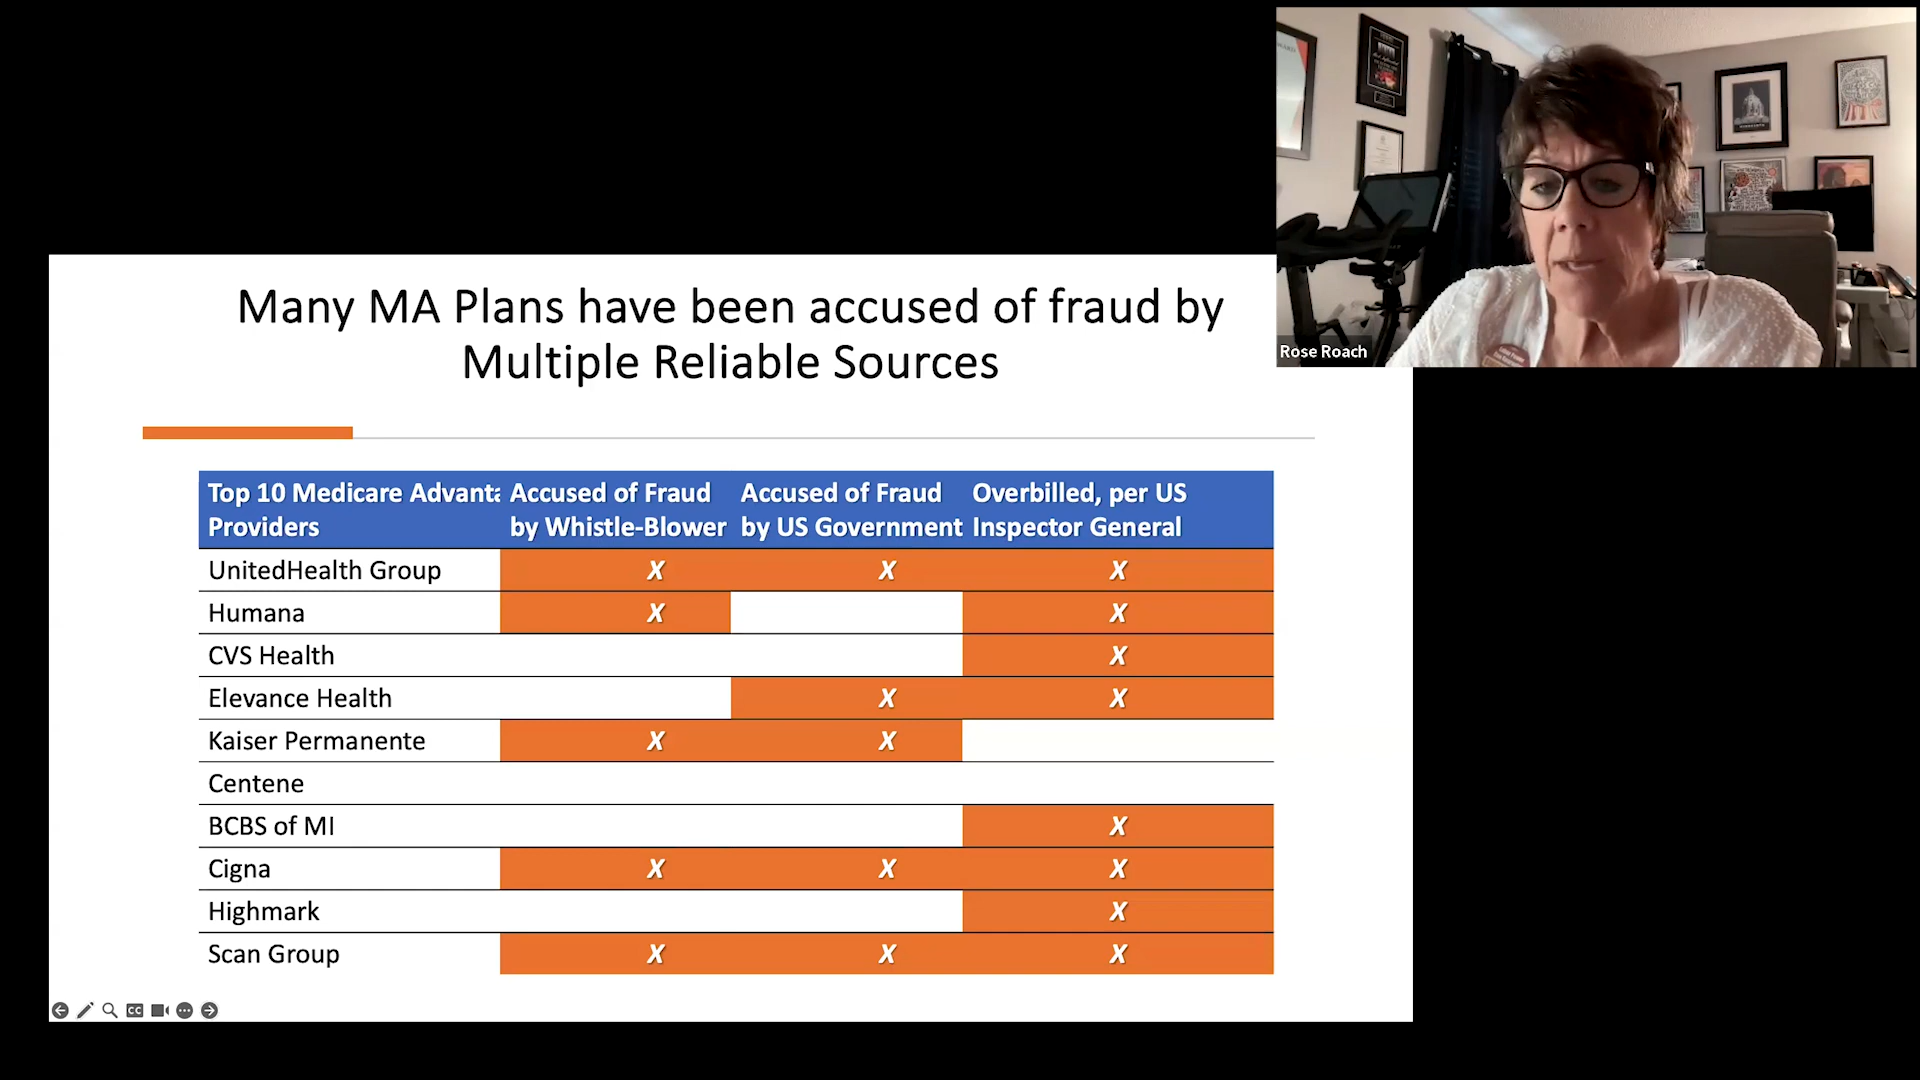 Many MA Plans have been accused of fraud by
Multiple Reliable Sources
Rose Roach
Top 10 Medicare Advanta
Providers
Accused of Fraud
by Whistle-Blower
Accused of Fraud
by US Government
Overbilled, per US
Inspector General
UnitedHealth Group X X X
Humana X X
CVS Health X
Elevance Health X X
Kaiser Permanente X X
Centene
BCBS of MI X
Cigna X X X
Highmark X
Scan Group X X X
CC